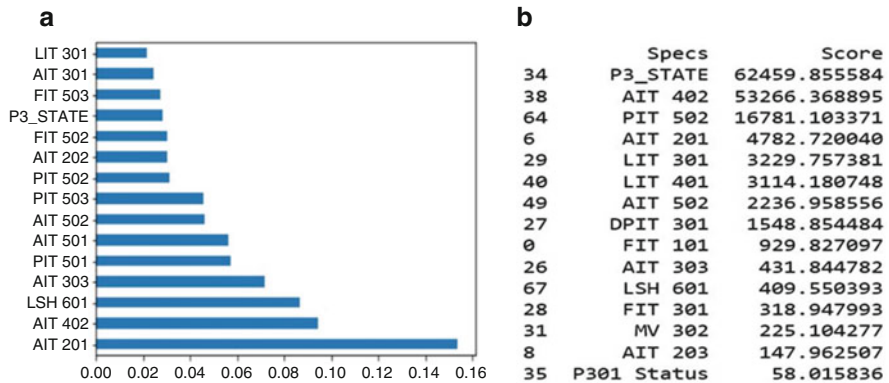 a
LIT 301
AIT 301
FIT 503
P3_STATE
FIT 502
AIT 202
PIT 502
PIT 503
AIT 502
AIT 501
PIT 501
AIT 303
LSH 601
AIT 402
AIT 201
0.00 0.02 0.04 0.06 0.08 0.10 0.12 0.14 0.16
b
Specs Score
34 P3_STATE 62459.855584
38 AIT 402 53266.368895
64 PIT 502 16781.103371
6 AIT 201 4782.720040
29 LIT 301 3229.757381
40 LIT 401 3114.180748
49 AIT 502 2236.958556
27 DPIT 301 1548.854484
0 FIT 101 929.827097
26 AIT 303 431.844782
67 LSH 601 409.550393
28 FIT 301 318.947993
31 MV 302 225.104277
8 AIT 203 147.962507
35 P301 Status 58.015836